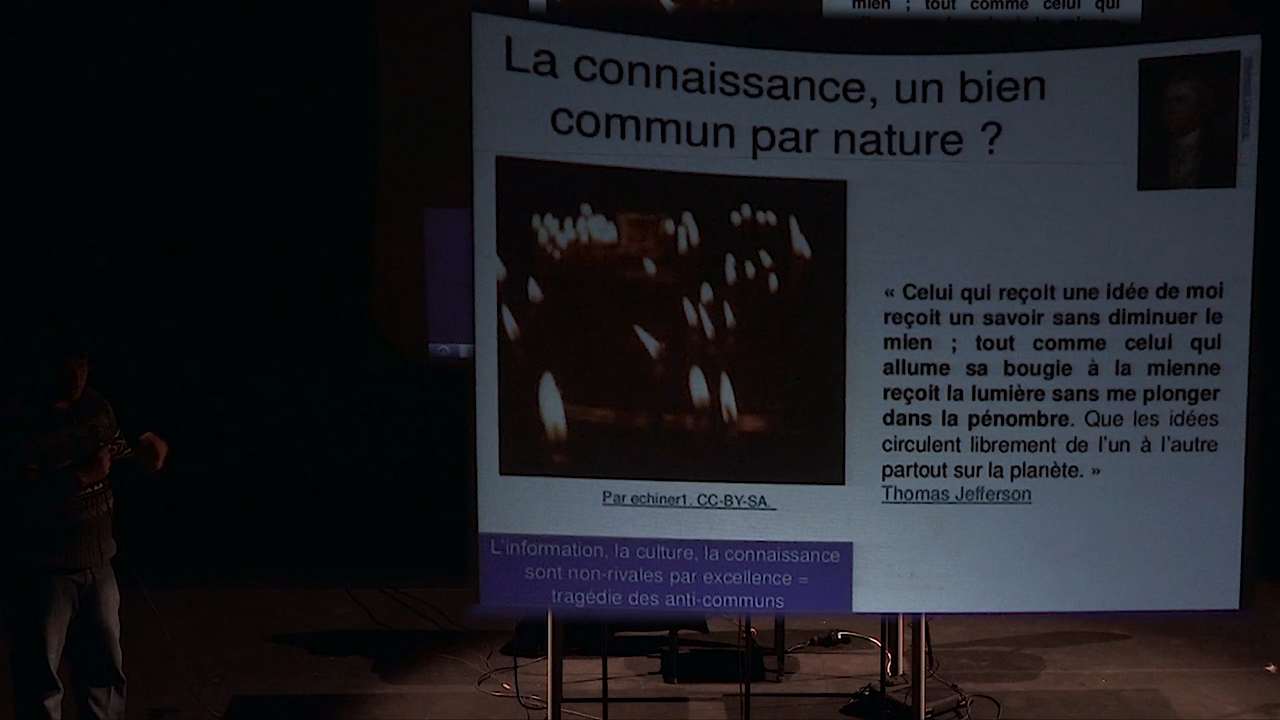 mien ; tout comme celui qui
La connaissance, un bien
commun par nature ?
« Celui qui reçoit une idée de moi
reçoit un savoir sans diminuer le
mien ; tout comme celui qui
allume sa bougie à la mienne
reçoit la lumière sans me plonger
dans la pénombre. Que les idées
circulent librement de l'un à l'autre
partout sur la planète. »
Thomas Jefferson
Par echiner1. CC-BY-SA.
L'information, la culture, la connaissance
sont non-rivales par excellence =
tragédie des anti-communs